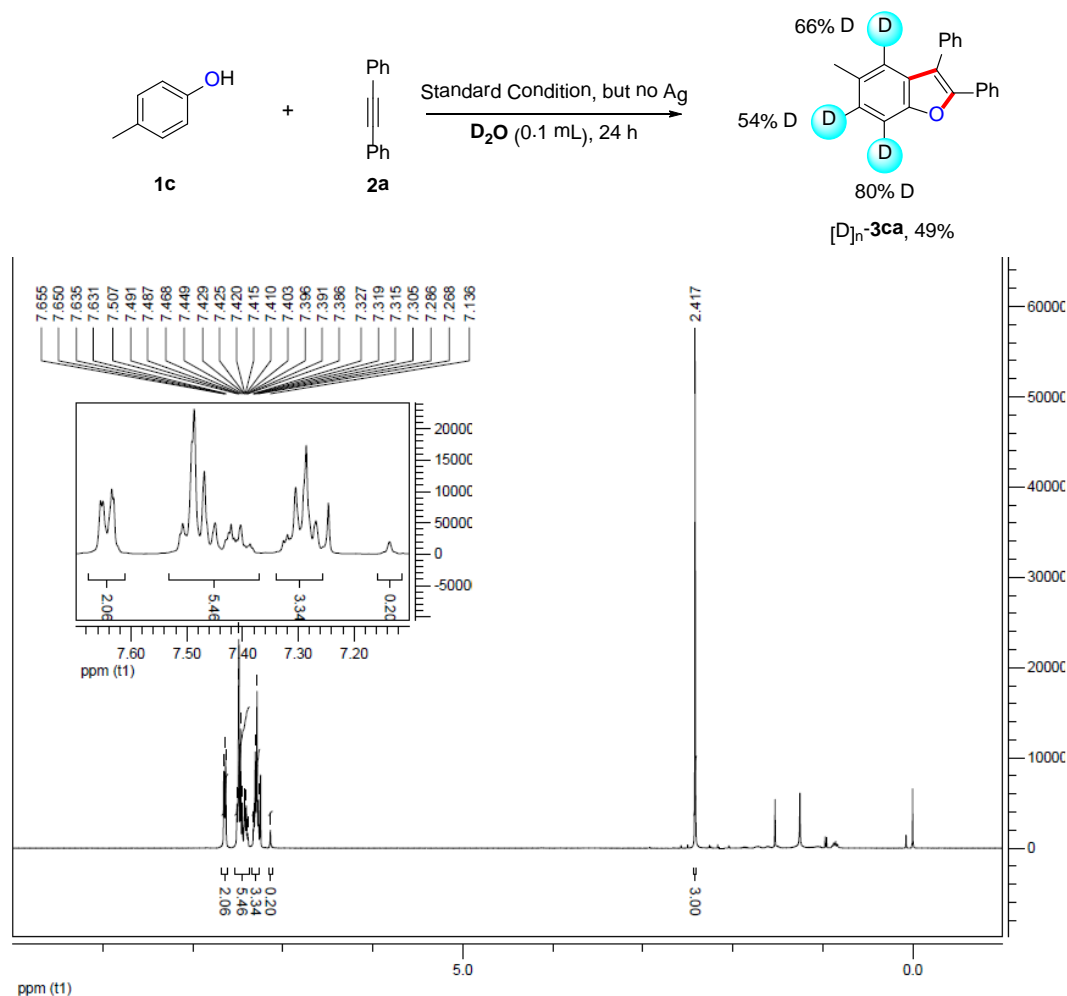 66% D
D
Ph
OH
Ph
Standard Condition, but no Ag
Ph
+
54% D
D
O
D₂O (0.1 mL), 24 h
D
Ph
1c
2a
80% D
[D]n-3ca, 49%
7.655
7.650
7.635
7.631
7.507
7.491
7.487
7.468
7.449
7.429
7.425
7.420
7.415
7.410
7.403
7.396
7.391
7.386
7.327
7.319
7.315
7.305
7.286
7.268
7.136
2.417
60000
50000
40000
30000
20000
10000
0
20000
15000
10000
5000
0
-5000
2.06
5.46
3.34
0.20
7.60
7.50
7.40
7.30
7.20
ppm (t1)
2.06
5.46
3.34
0.20
3.00
5.0
0.0
ppm (t1)